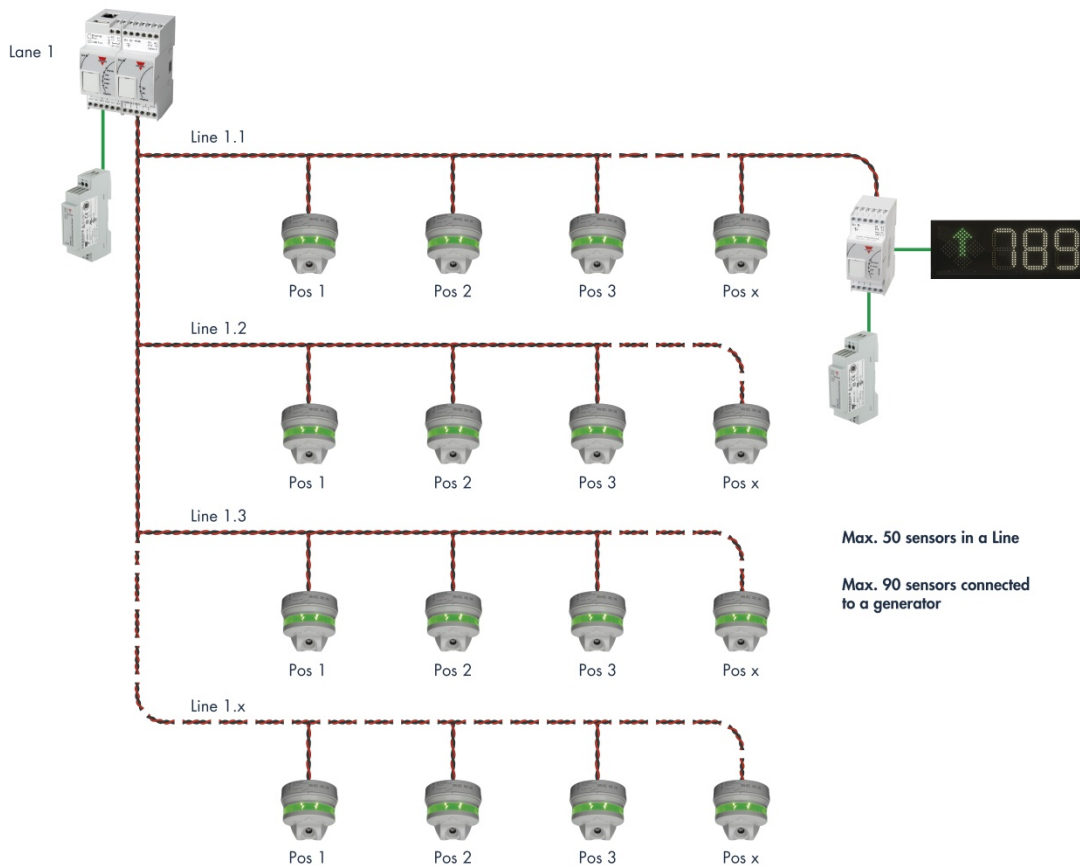 Lane 1
Line 1.1
Pos 1
Pos 2
Pos 3
Pos x
789
Line 1.2
Pos 1
Pos 2
Pos 3
Pos x
Line 1.3
Max. 50 sensors in a Line
Max. 90 sensors connected
to a generator
Pos 1
Pos 2
Pos 3
Pos x
Line 1.x
Pos 1
Pos 2
Pos 3
Pos x